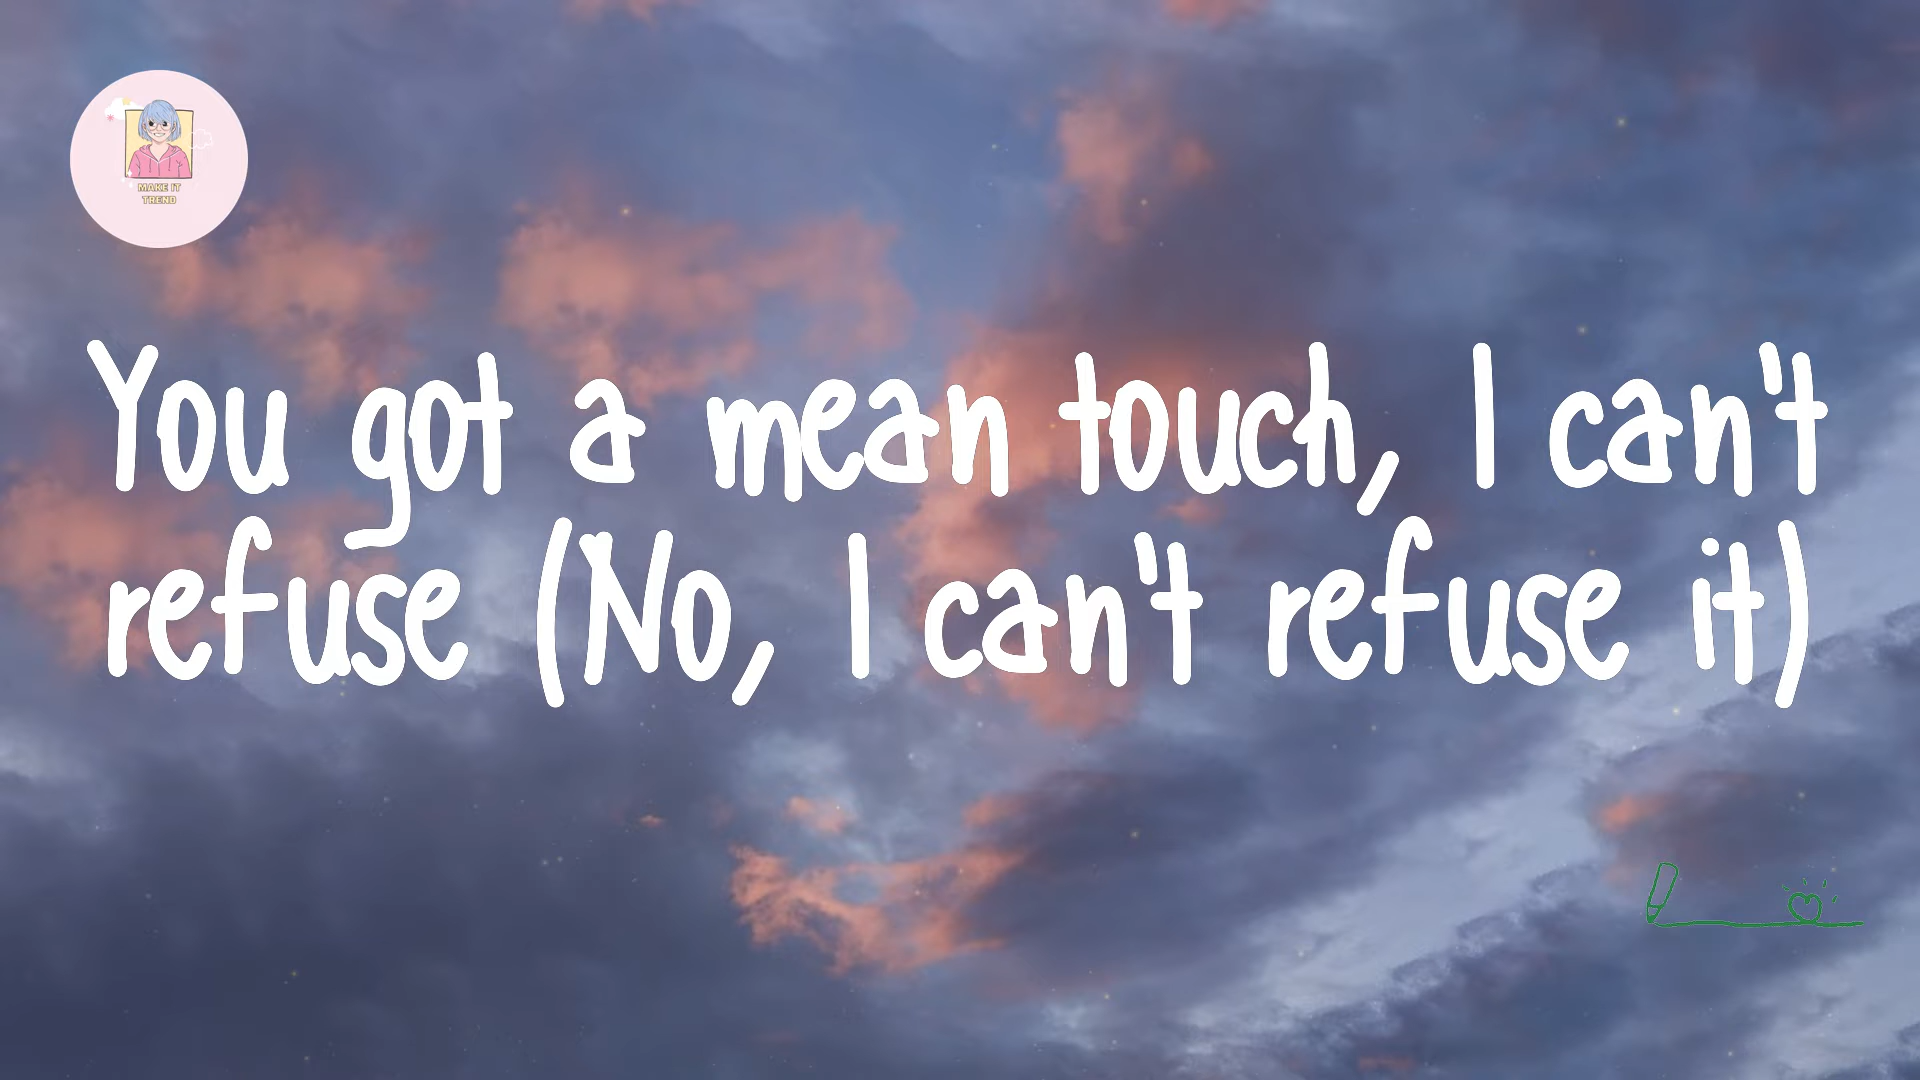 MAKE IT
TREND
You got a mean touch, I can't
refuse (No, I can't refuse it)